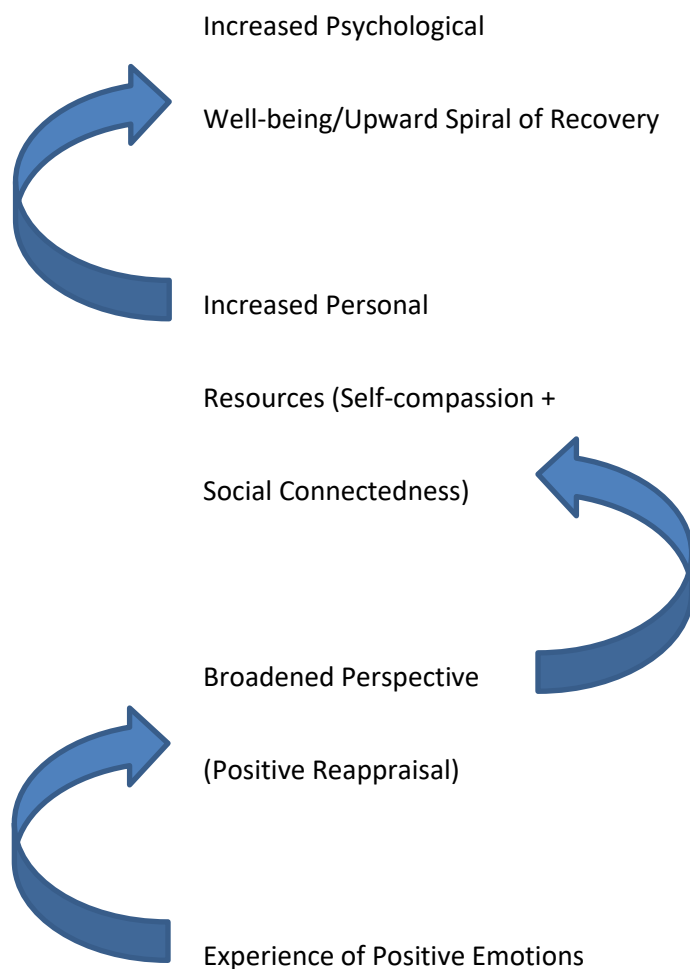 Increased Psychological
Well-being/Upward Spiral of Recovery
Increased Personal
Resources (Self-compassion +
Social Connectedness)
Broadened Perspective
(Positive Reappraisal)
Experience of Positive Emotions